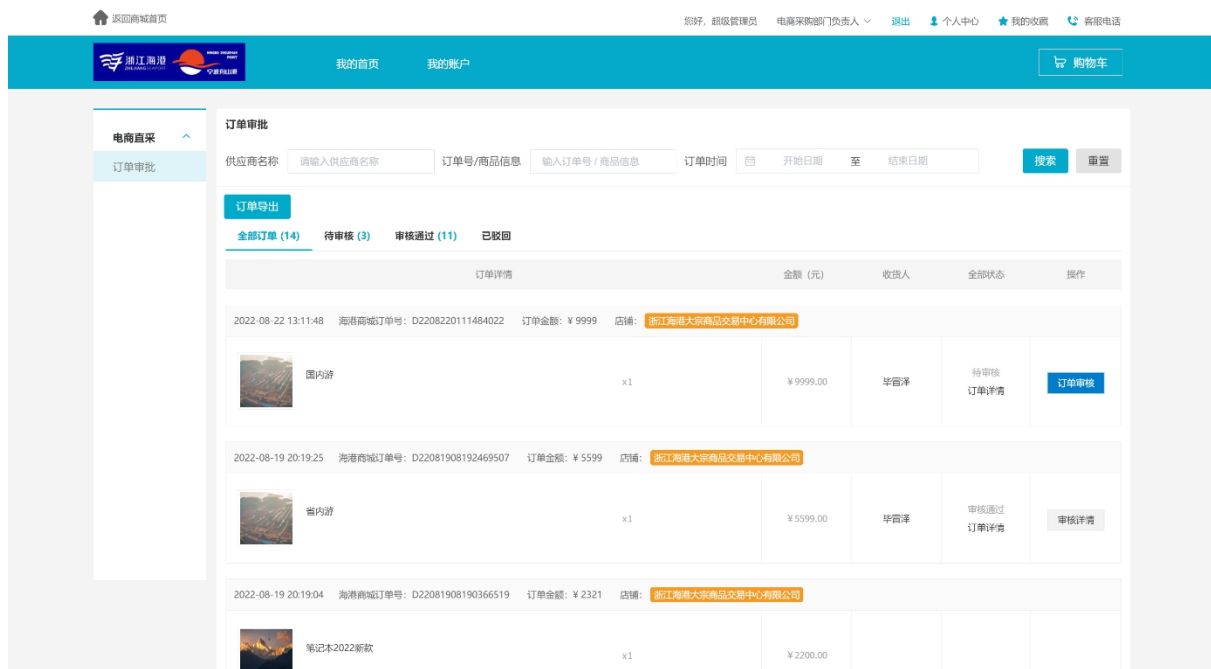 返回商城首页 您好，超级管理员 电商采购部门负责人 退出 个人中心 我的收藏 客服电话
浙江海港 ZHEJIANG SEAPORT 宁波舟山港 我的首页 我的账户 购物车
订单审批
电商直采
供应商名称 请输入供应商名称 订单号/商品信息 输入订单号 / 商品信息 订单时间 开始日期 至 结束日期 搜索 重置
订单审批
订单导出
全部订单 (14) 待审核 (3) 审核通过 (11) 已驳回
订单详情 金额（元） 收货人 全部状态 操作
2022-08-22 13:11:48 海港商城订单号：D2208220111484022 订单金额：¥ 9999 店铺： 浙江海港大宗商品交易中心有限公司
国内游 x1 ¥ 9999.00 毕雷泽 待审核 订单审核
订单详情
2022-08-19 20:19:25 海港商城订单号：D22081908192469507 订单金额：¥ 5599 店铺： 浙江海港大宗商品交易中心有限公司
省内游 x1 ¥ 5599.00 毕雷泽 审核通过 审核详情
订单详情
2022-08-19 20:19:04 海港商城订单号：D22081908190366519 订单金额：¥ 2321 店铺： 浙江海港大宗商品交易中心有限公司
笔记本2022新款 x1 ¥ 2200.00